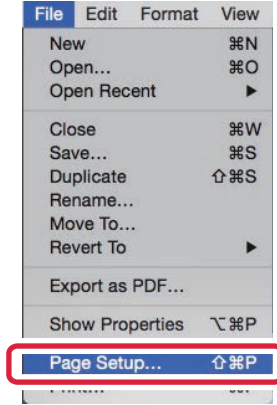 File Edit Format View
New ⌘N
Open... ⌘O
Open Recent ▶
Close ⌘W
Save... ⌘S
Duplicate ⇧⌘S
Rename...
Move To...
Revert To ▶
Export as PDF...
Show Properties ⌥⌘P
Page Setup... ⇧⌘P